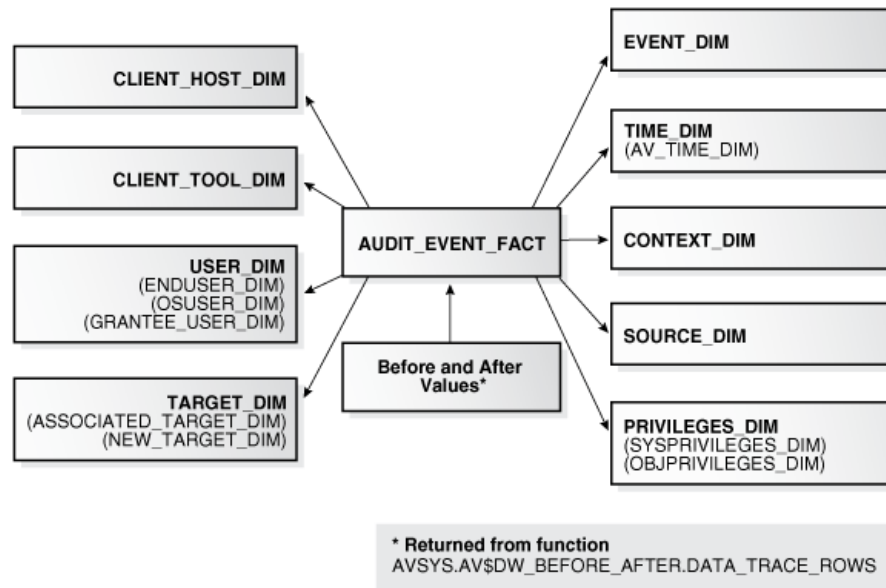 CLIENT_HOST_DIM
CLIENT_TOOL_DIM
USER_DIM
(ENDUSER_DIM)
(OSUSER_DIM)
(GRANTEE_USER_DIM)
TARGET_DIM
(ASSOCIATED_TARGET_DIM)
(NEW_TARGET_DIM)
AUDIT_EVENT_FACT
Before and After
Values*
EVENT_DIM
TIME_DIM
(AV_TIME_DIM)
CONTEXT_DIM
SOURCE_DIM
PRIVILEGES_DIM
(SYSPRIVILEGES_DIM)
(OBJPRIVILEGES_DIM)
* Returned from function
AVSYS.AV$DW_BEFORE_AFTER.DATA_TRACE_ROWS